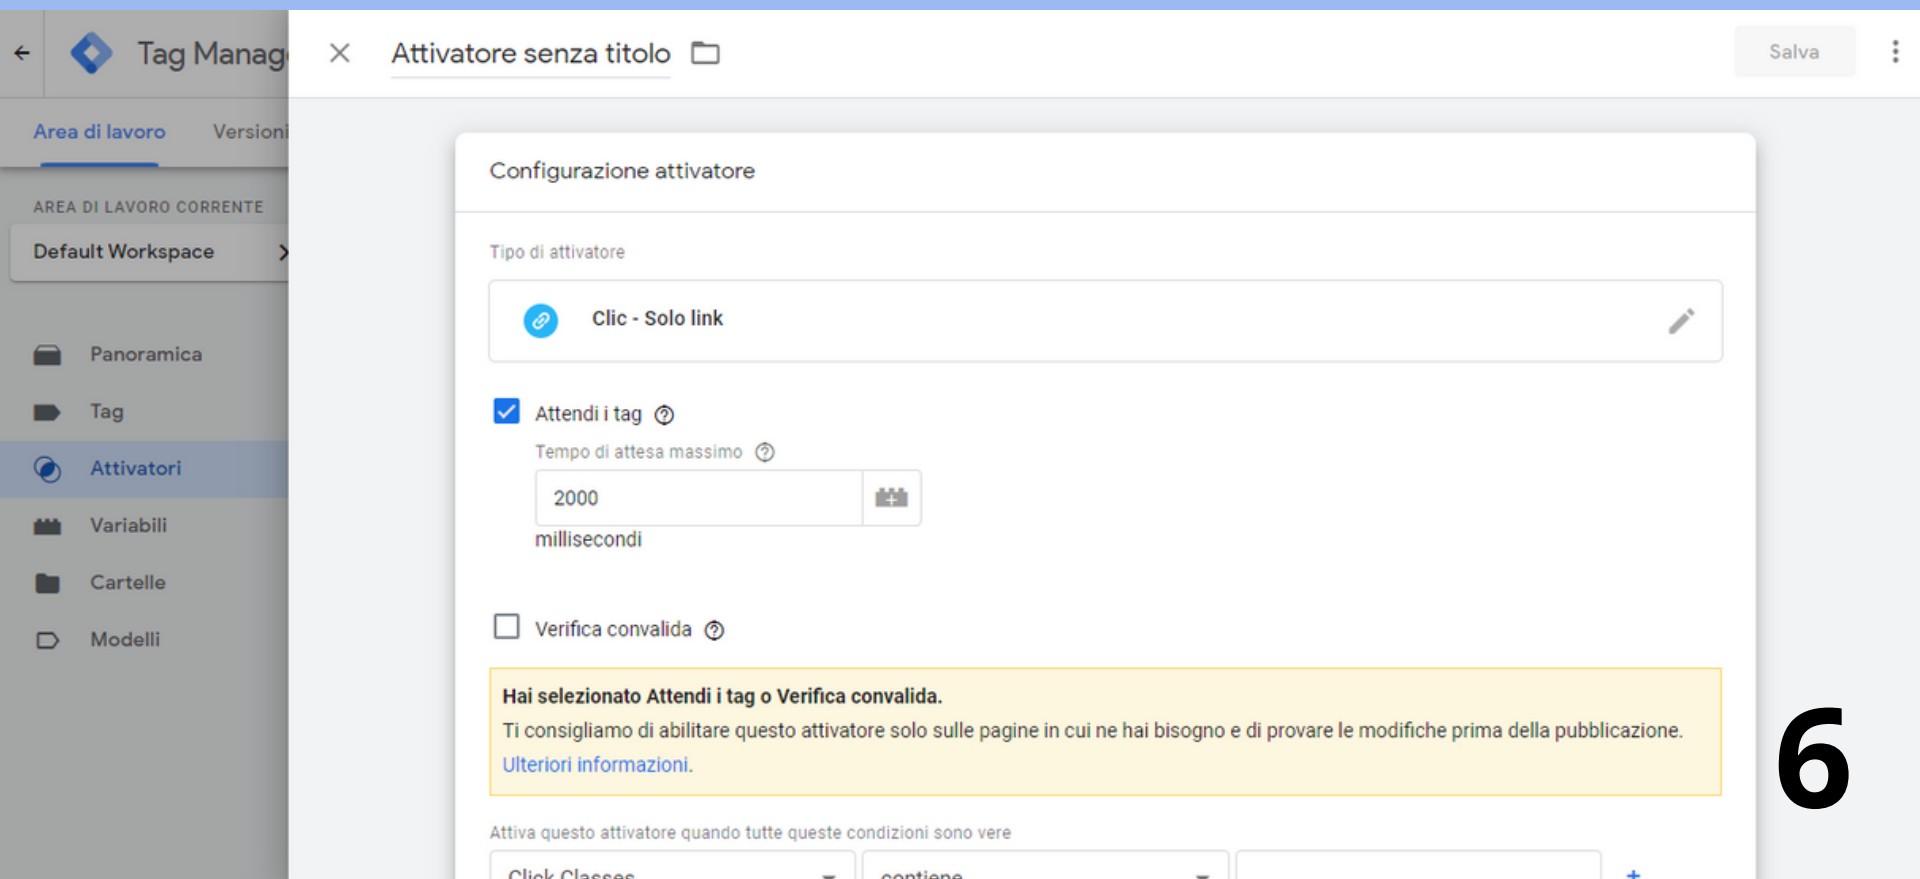 Tag Manag
Attivatore senza titolo
Salva
Area di lavoro
Versioni
AREA DI LAVORO CORRENTE
Default Workspace
Panoramica
Tag
Attivatori
Variabili
Cartelle
Modelli
Configurazione attivatore
Tipo di attivatore
Clic - Solo link
Attendi i tag
Tempo di attesa massimo
2000
millisecondi
Verifica convalida
Hai selezionato Attendi i tag o Verifica convalida.
Ti consigliamo di abilitare questo attivatore solo sulle pagine in cui ne hai bisogno e di provare le modifiche prima della pubblicazione.
Ulteriori informazioni.
Attiva questo attivatore quando tutte queste condizioni sono vere
Click Classes
contiene
+
6